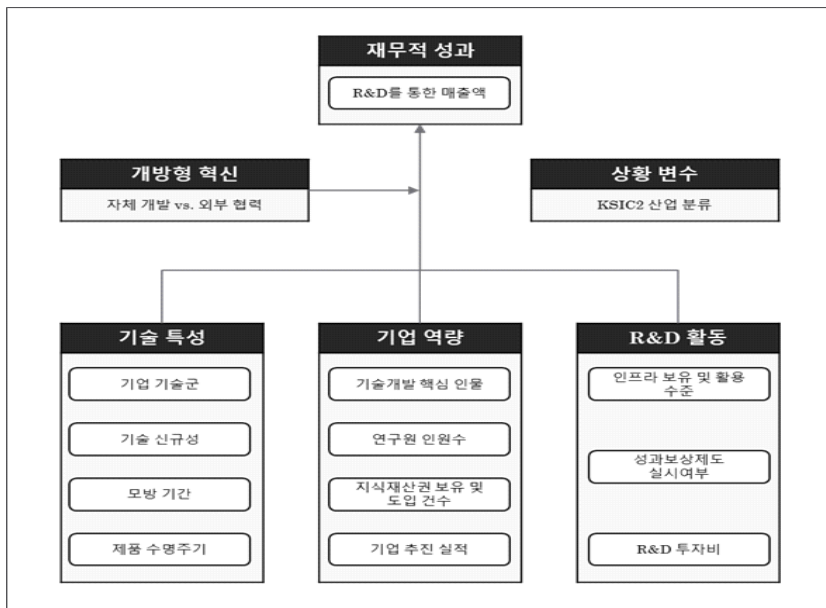 재무적 성과
R&D를 통한 매출액
개방형 혁신
자체 개발 vs. 외부 협력
상황 변수
KSIC2 산업 분류
기술 특성
기업 기술군
기술 신규성
모방 기간
제품 수명주기
기업 역량
기술개발 핵심 인물
연구원 인원수
지식재산권 보유 및
도입 건수
기업 추진 실적
R&D 활동
인프라 보유 및 활용
수준
성과보상제도
실시여부
R&D 투자비